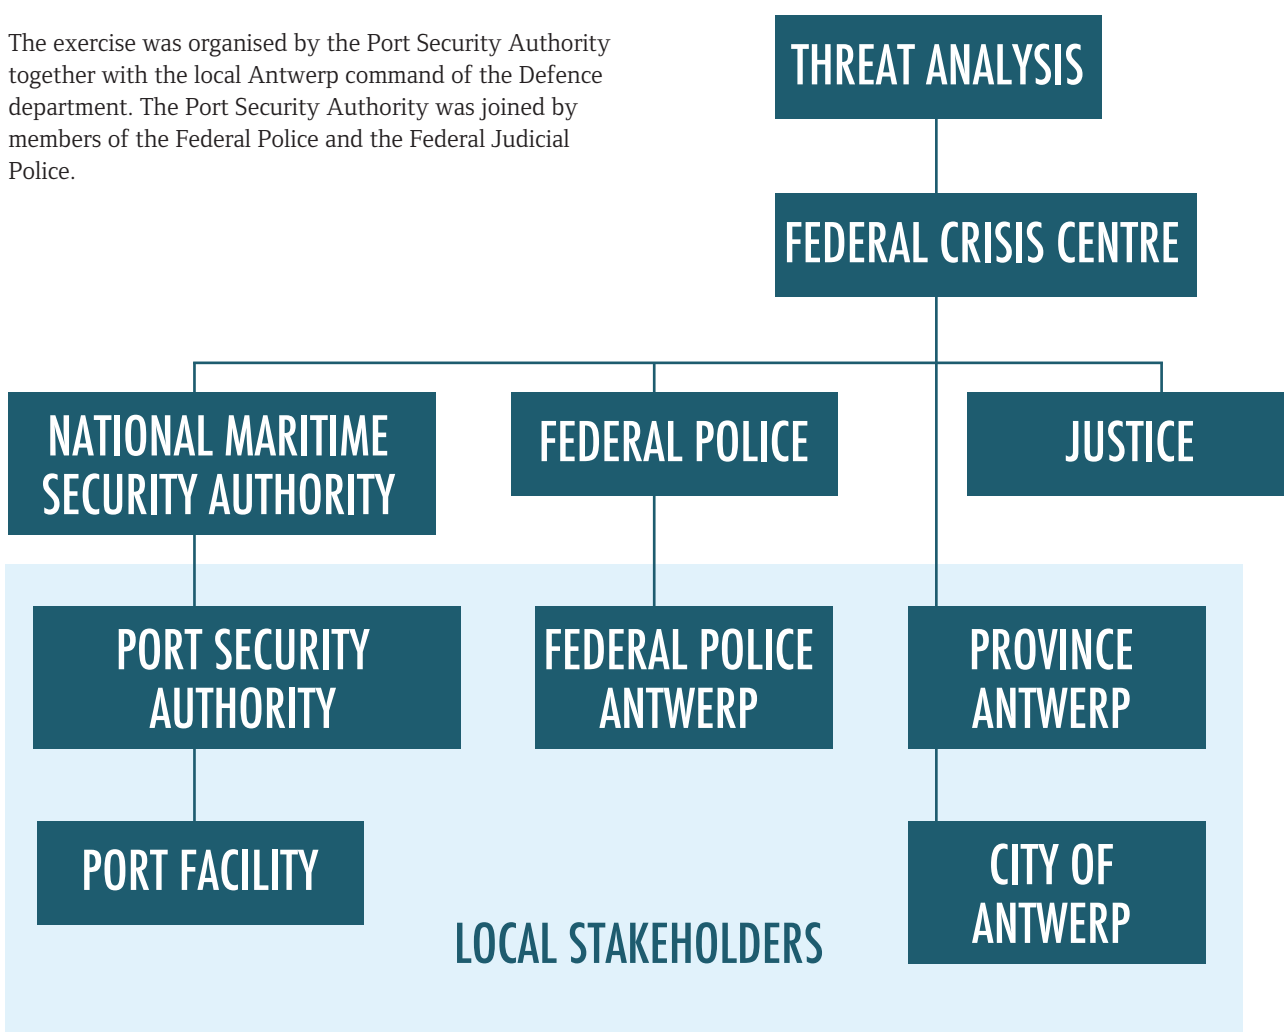 The exercise was organised by the Port Security Authority
together with the local Antwerp command of the Defence
department. The Port Security Authority was joined by
members of the Federal Police and the Federal Judicial
Police.
THREAT ANALYSIS
FEDERAL CRISIS CENTRE
NATIONAL MARITIME
SECURITY AUTHORITY
FEDERAL POLICE
JUSTICE
PORT SECURITY
AUTHORITY
FEDERAL POLICE
ANTWERP
PROVINCE
ANTWERP
PORT FACILITY
CITY OF
ANTWERP
LOCAL STAKEHOLDERS